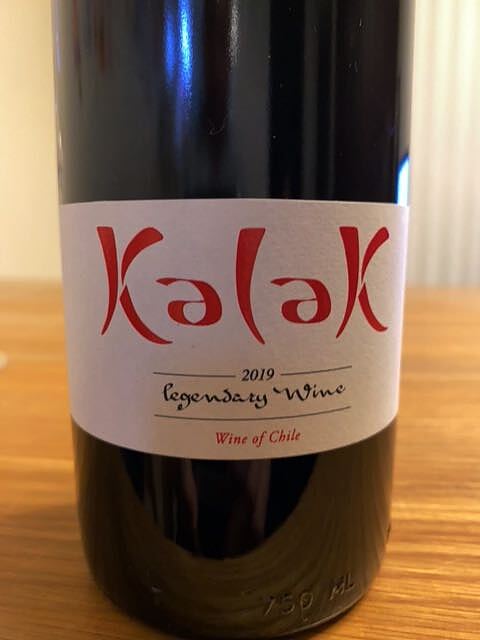 Kalak
2019
legendary Wine
Wine of Chile
750 ML